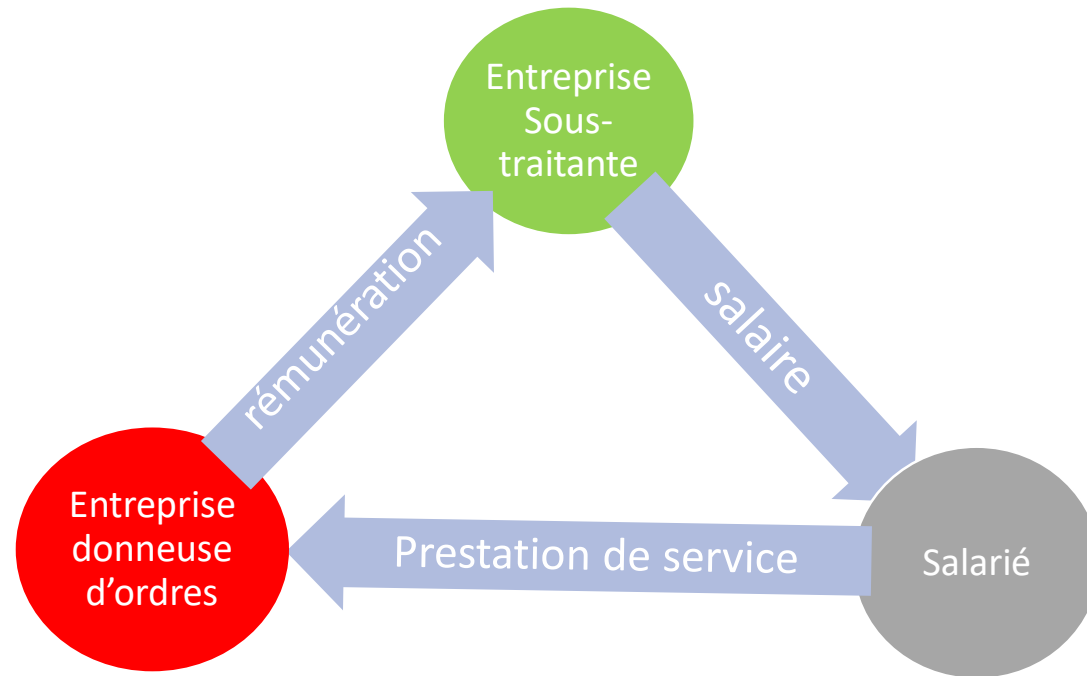 Entreprise
Sous-
traitante
rémunération
salaire
Entreprise
donneuse
d’ordres
Prestation de service
Salarié